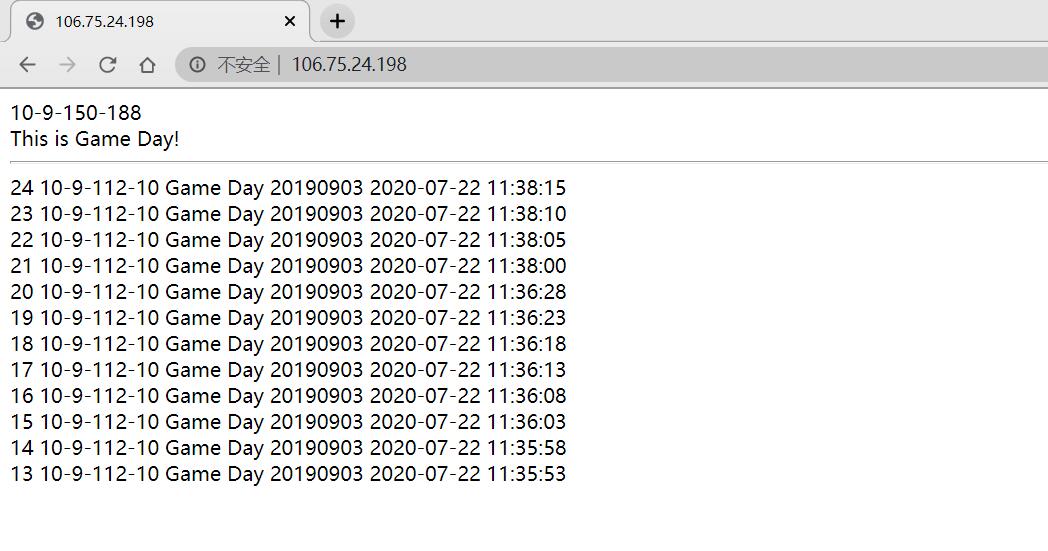 106.75.24.198
不安全 | 106.75.24.198
10-9-150-188
This is Game Day!
24 10-9-112-10 Game Day 20190903 2020-07-22 11:38:15
23 10-9-112-10 Game Day 20190903 2020-07-22 11:38:10
22 10-9-112-10 Game Day 20190903 2020-07-22 11:38:05
21 10-9-112-10 Game Day 20190903 2020-07-22 11:38:00
20 10-9-112-10 Game Day 20190903 2020-07-22 11:36:28
19 10-9-112-10 Game Day 20190903 2020-07-22 11:36:23
18 10-9-112-10 Game Day 20190903 2020-07-22 11:36:18
17 10-9-112-10 Game Day 20190903 2020-07-22 11:36:13
16 10-9-112-10 Game Day 20190903 2020-07-22 11:36:08
15 10-9-112-10 Game Day 20190903 2020-07-22 11:36:03
14 10-9-112-10 Game Day 20190903 2020-07-22 11:35:58
13 10-9-112-10 Game Day 20190903 2020-07-22 11:35:53